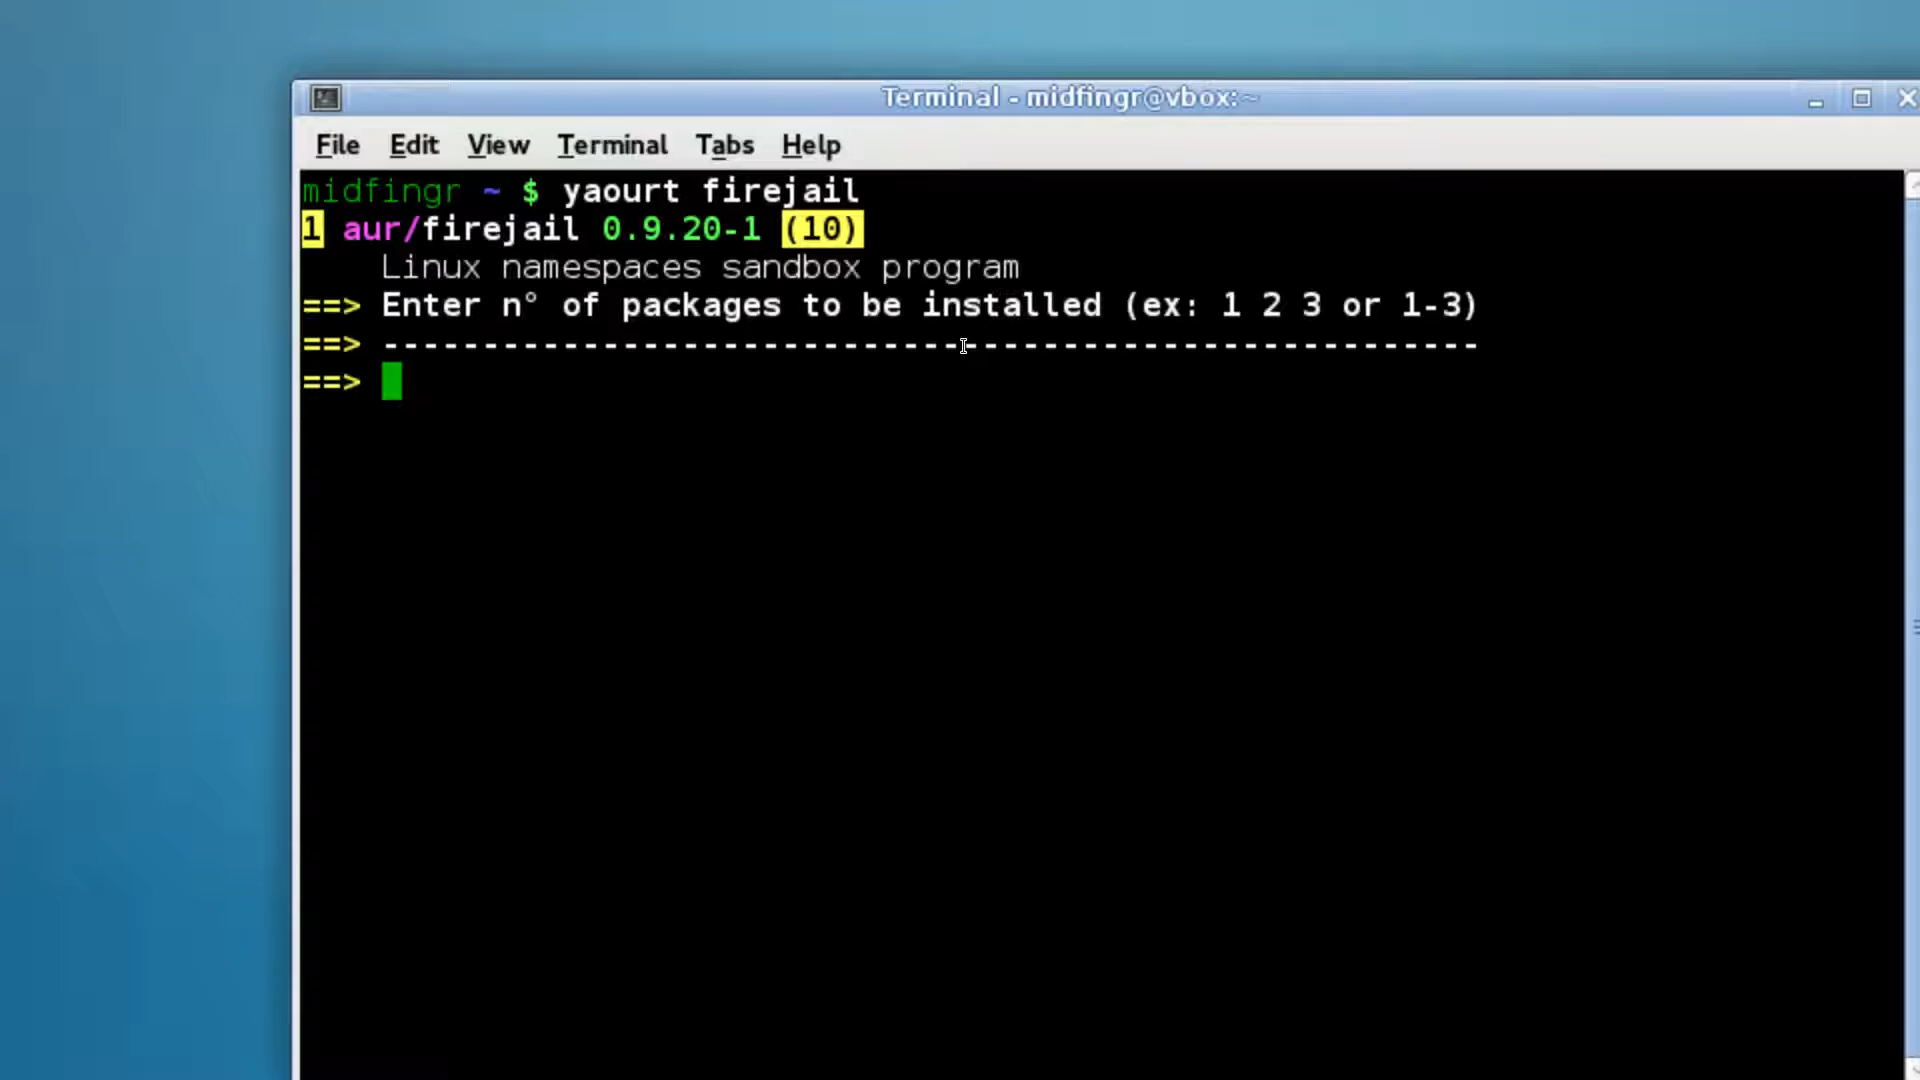 Terminal - midfingr@vbox:~
File Edit View Terminal Tabs Help
midfingr ~ $ yaourt firejail
1 aur/firejail 0.9.20-1 (10)
Linux namespaces sandbox program
==> Enter n° of packages to be installed (ex: 1 2 3 or 1-3)
==> -------------------------------------------------------
==>